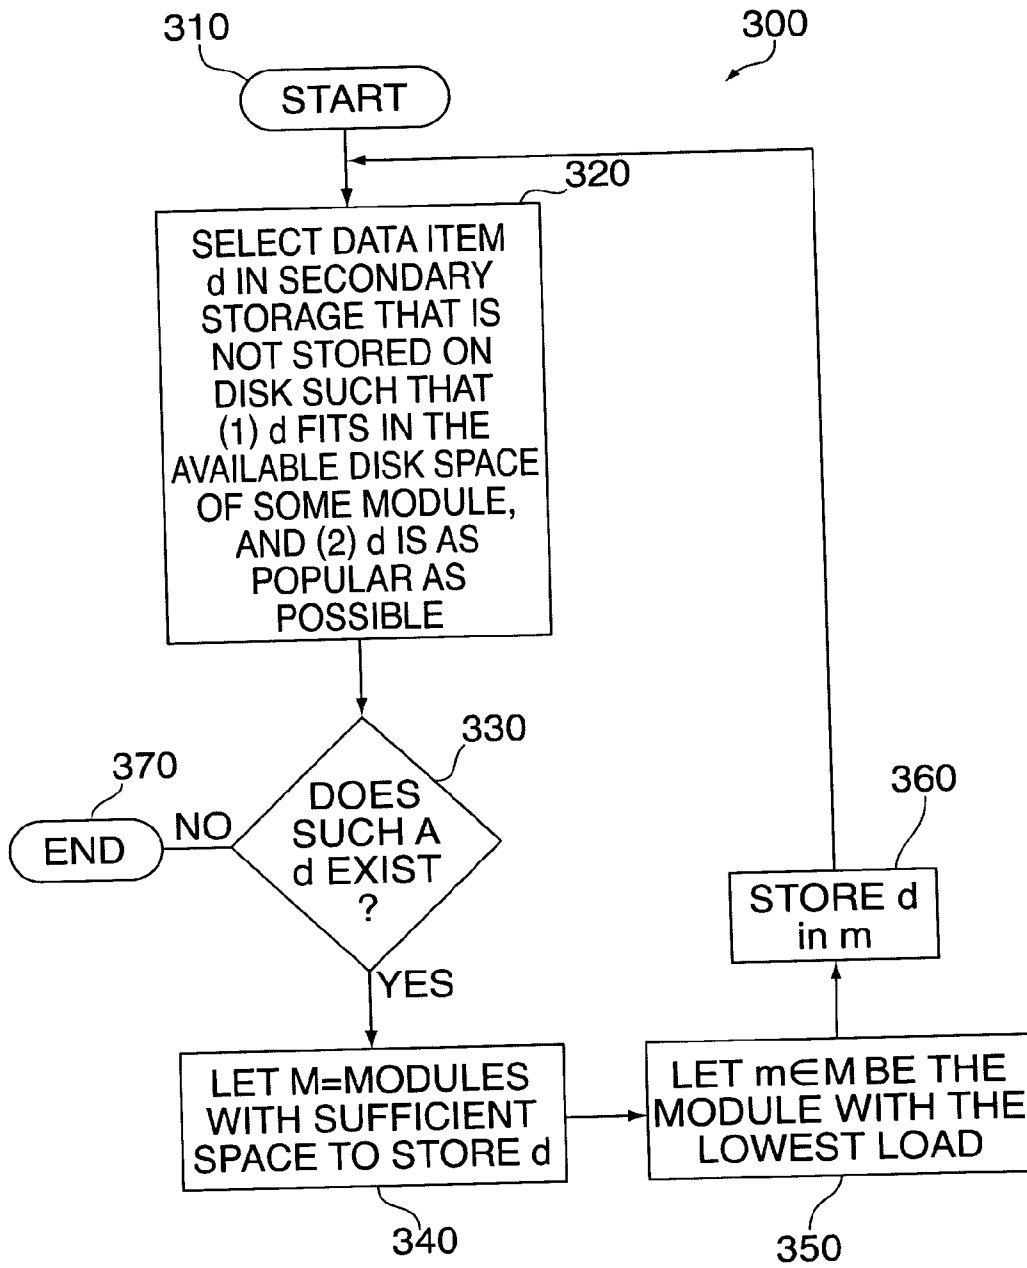 310
300
START
320
SELECT DATA ITEM
d IN SECONDARY
STORAGE THAT IS
NOT STORED ON
DISK SUCH THAT
(1) d FITS IN THE
AVAILABLE DISK SPACE
OF SOME MODULE,
AND (2) d IS AS
POPULAR AS
POSSIBLE
330
370
DOES
SUCH A
d EXIST
?
NO
END
360
STORE d
in m
YES
LET M=MODULES
WITH SUFFICIENT
SPACE TO STORE d
LET m∈M BE THE
MODULE WITH THE
LOWEST LOAD
340
350